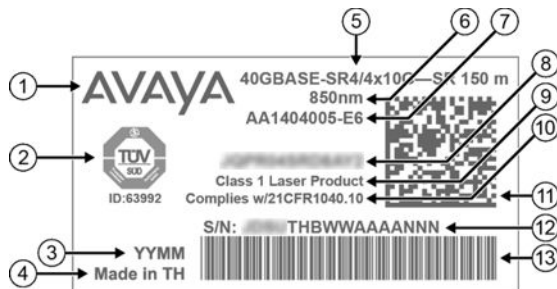 5
6
7
8
9
10
11
12
13
1
2
3
4
AVAYA
40GBASE-SR4/4x10G—SR 150 m
850nm
AA1404005-E6
TÜV
SÜD
ID:63992
Class 1 Laser Product
Complies w/21CFR1040.10
S/N: THBWWAAAANNN
YYMM
Made in TH